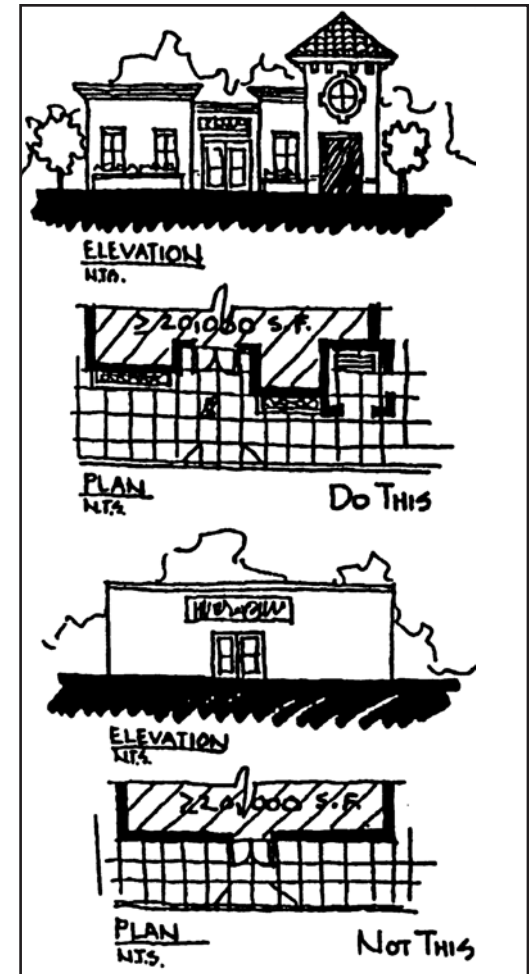 ELEVATION
N.T.S.
≥ 20,000 S.F.
PLAN
N.T.S.
DO THIS
ELEVATION
N.T.S.
≥ 20,000 S.F.
PLAN
N.T.S.
NOT THIS